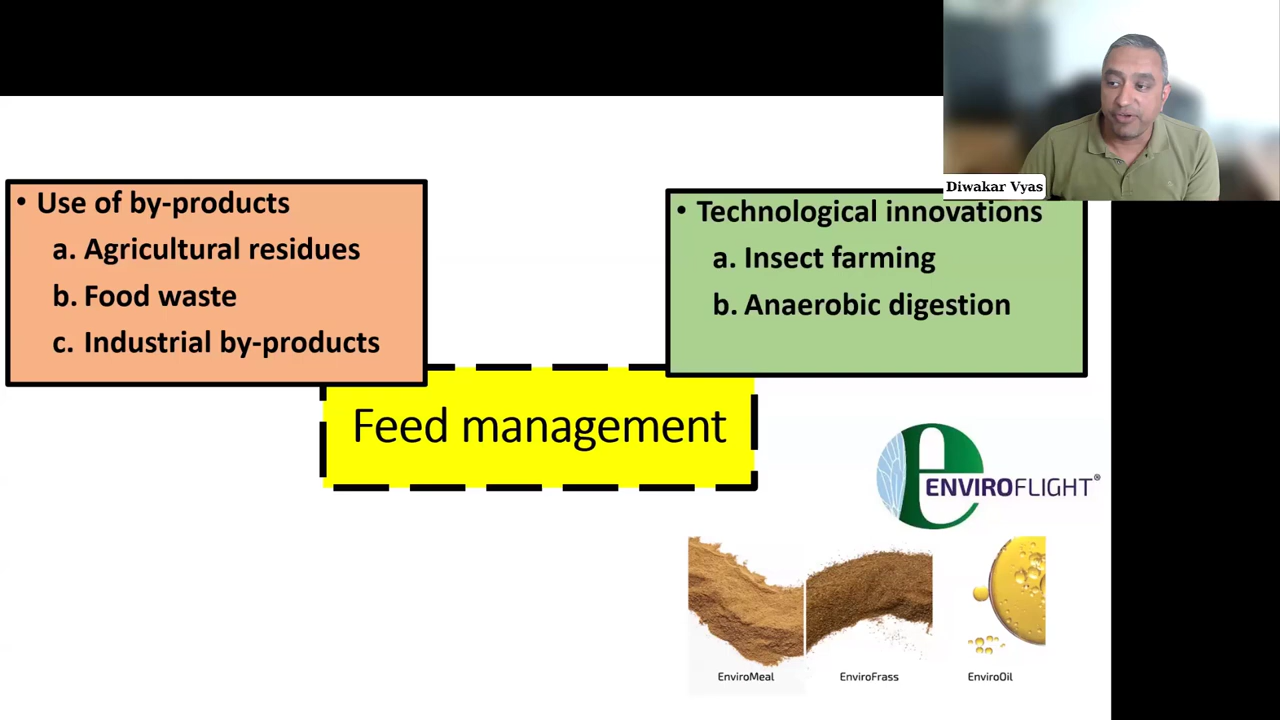 Diwakar Vyas
• Use of by-products
a. Agricultural residues
b. Food waste
c. Industrial by-products
• Technological innovations
a. Insect farming
b. Anaerobic digestion
Feed management
e
ENVIROFLIGHT®
EnviroMeal
EnviroFrass
EnviroOil